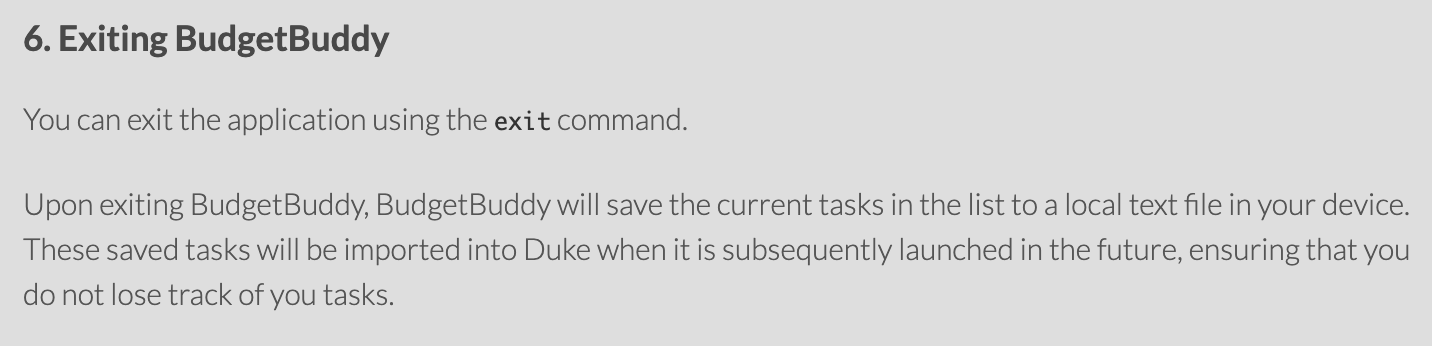 6. Exiting BudgetBuddy
You can exit the application using the exit command.
Upon exiting BudgetBuddy, BudgetBuddy will save the current tasks in the list to a local text file in your device.
These saved tasks will be imported into Duke when it is subsequently launched in the future, ensuring that you
do not lose track of you tasks.